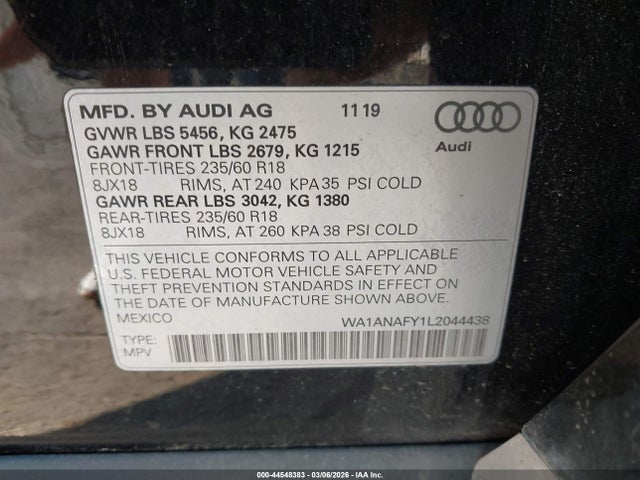 MFD. BY AUDI AG 11 19
GVWR LBS 5456, KG 2475
GAWR FRONT LBS 2679, KG 1215
FRONT-TIRES 235/60 R18
8JX18 RIMS, AT 240 KPA 35 PSI COLD
GAWR REAR LBS 3042, KG 1380
REAR-TIRES 235/60 R18
8JX18 RIMS, AT 260 KPA 38 PSI COLD
Audi
THIS VEHICLE CONFORMS TO ALL APPLICABLE
U.S. FEDERAL MOTOR VEHICLE SAFETY AND
THEFT PREVENTION STANDARDS IN EFFECT ON
THE DATE OF MANUFACTURE SHOWN ABOVE.
MEXICO WA1ANAFY1L2044438
TYPE:
MPV
000-44548383 - 03/06/2026 - IAA Inc.